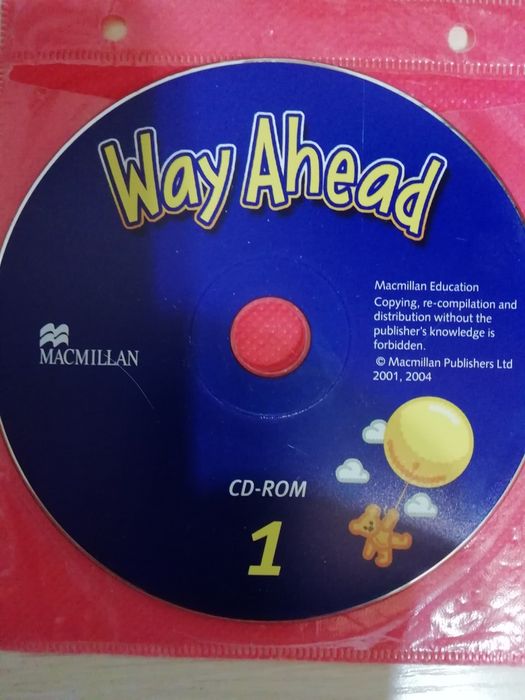 Way Ahead
Macmillan Education
Copying, re-compilation and
distribution without the
publisher's knowledge is
forbidden.
© Macmillan Publishers Ltd
2001, 2004
MACMILLAN
CD-ROM
1